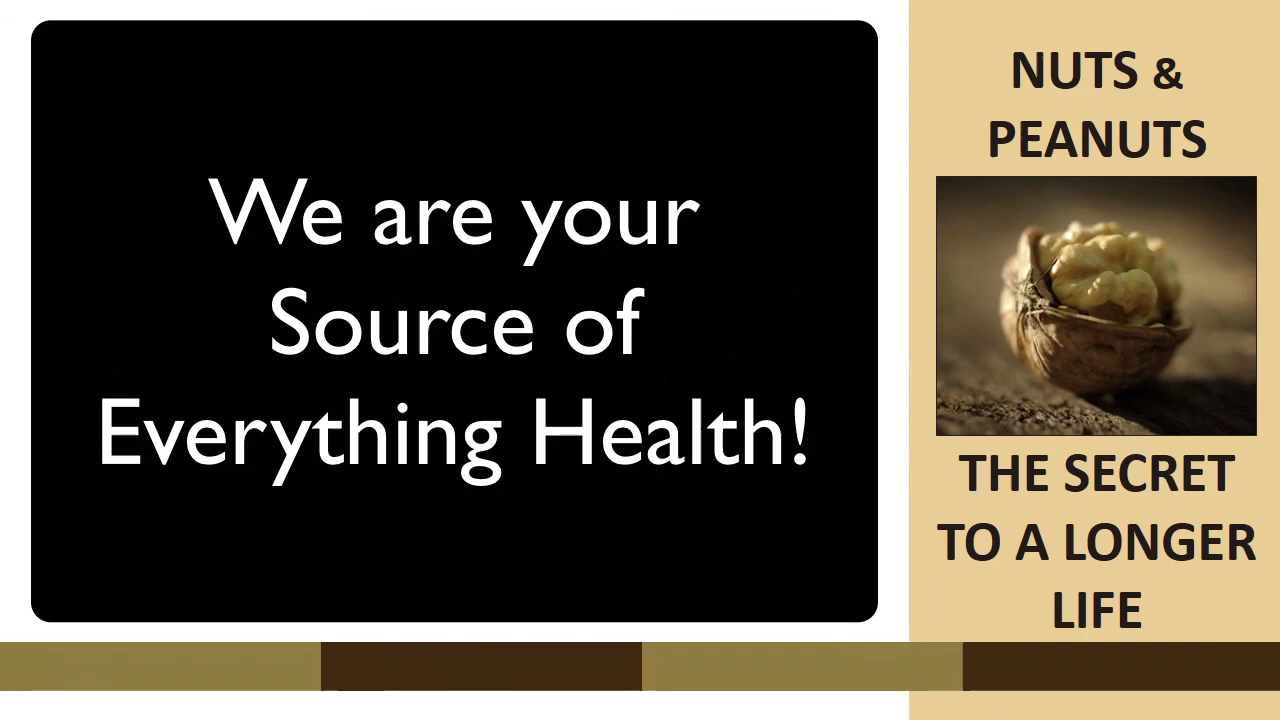 We are your
Source of
Everything Health!
NUTS &
PEANUTS
THE SECRET
TO A LONGER
LIFE